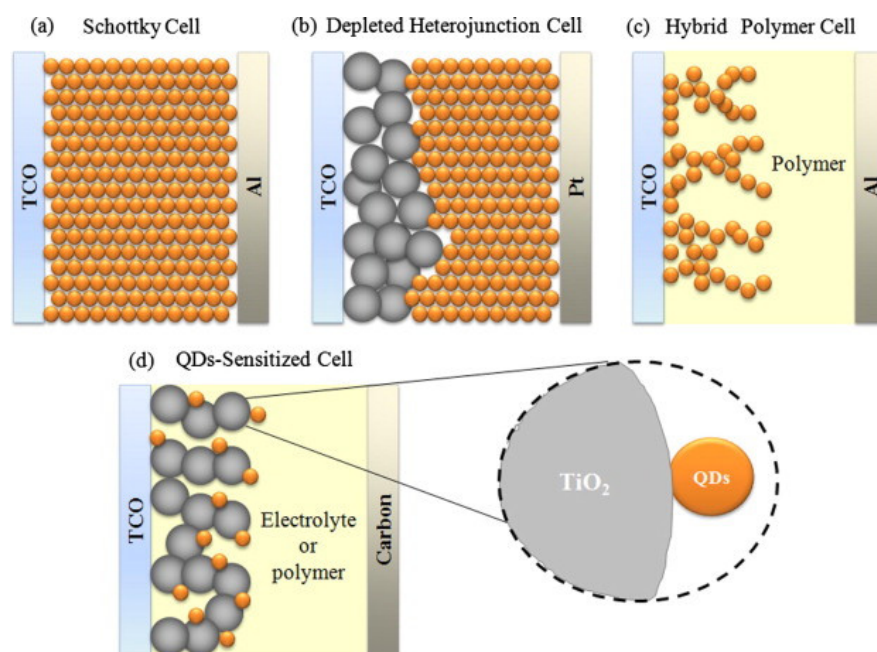 (a) Schottky Cell
(b) Depleted Heterojunction Cell
(c) Hybrid Polymer Cell
TCO
Al
TCO
Pt
TCO
Polymer
Al
(d) QDs-Sensitized Cell
TCO
Electrolyte
or
polymer
Carbon
TiO₂
QDs